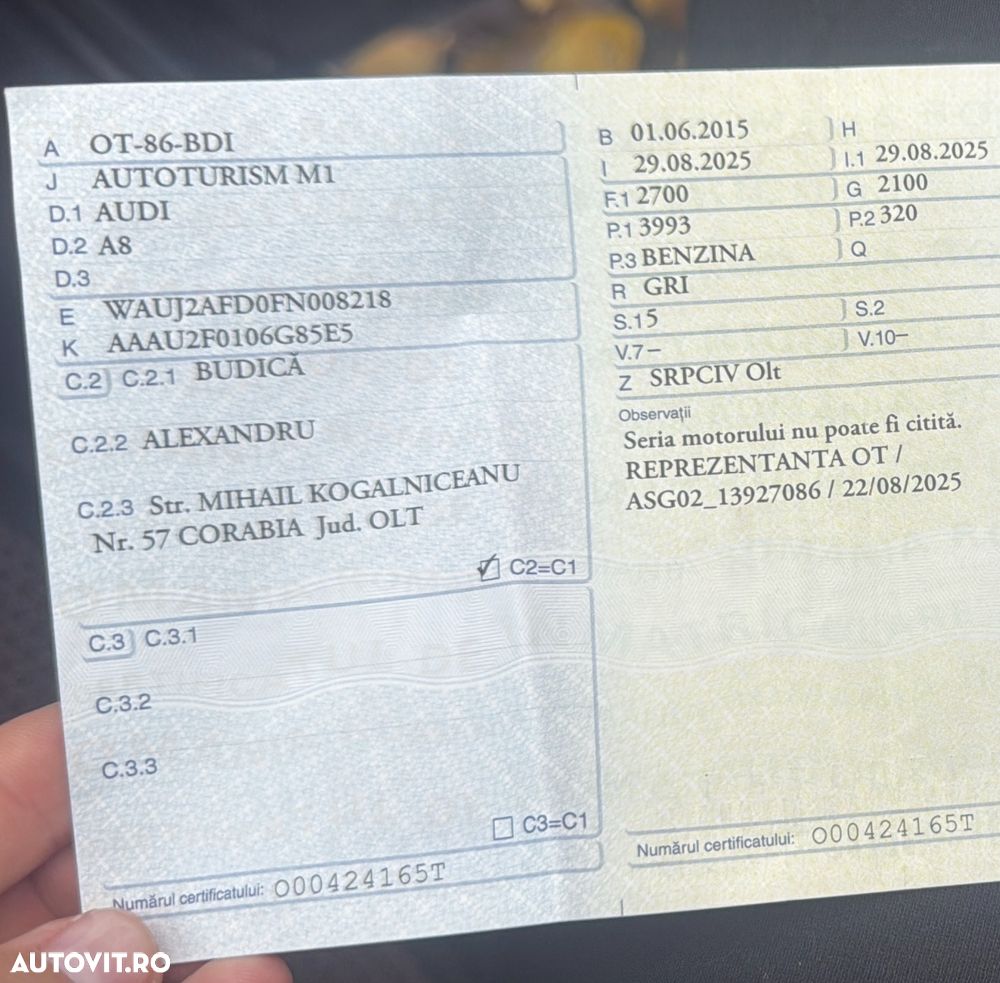 A OT-86-BDI
J AUTOTURISM M1
D.1 AUDI
D.2 A8
D.3
E WAUJ2AFD0FN008218
K AAAU2F0106G85E5
C.2 C.2.1 BUDICĂ
C.2.2 ALEXANDRU
C.2.3 Str. MIHAIL KOGALNICEANU
Nr. 57 CORABIA Jud. OLT
C2=C1
C.3 C.3.1
C.3.2
C.3.3
C3=C1
Numărul certificatului: O00424165T
B 01.06.2015 H
I 29.08.2025 I.1 29.08.2025
F.1 2700 G 2100
P.1 3993 P.2 320
P.3 BENZINA Q
R GRI
S.1 5 S.2
V.7 – V.10 –
Z SRPCIV Olt
Observații
Seria motorului nu poate fi citită.
REPREZENTANTA OT /
ASG02_13927086 / 22/08/2025
Numărul certificatului: O00424165T
AUTOVIT.RO